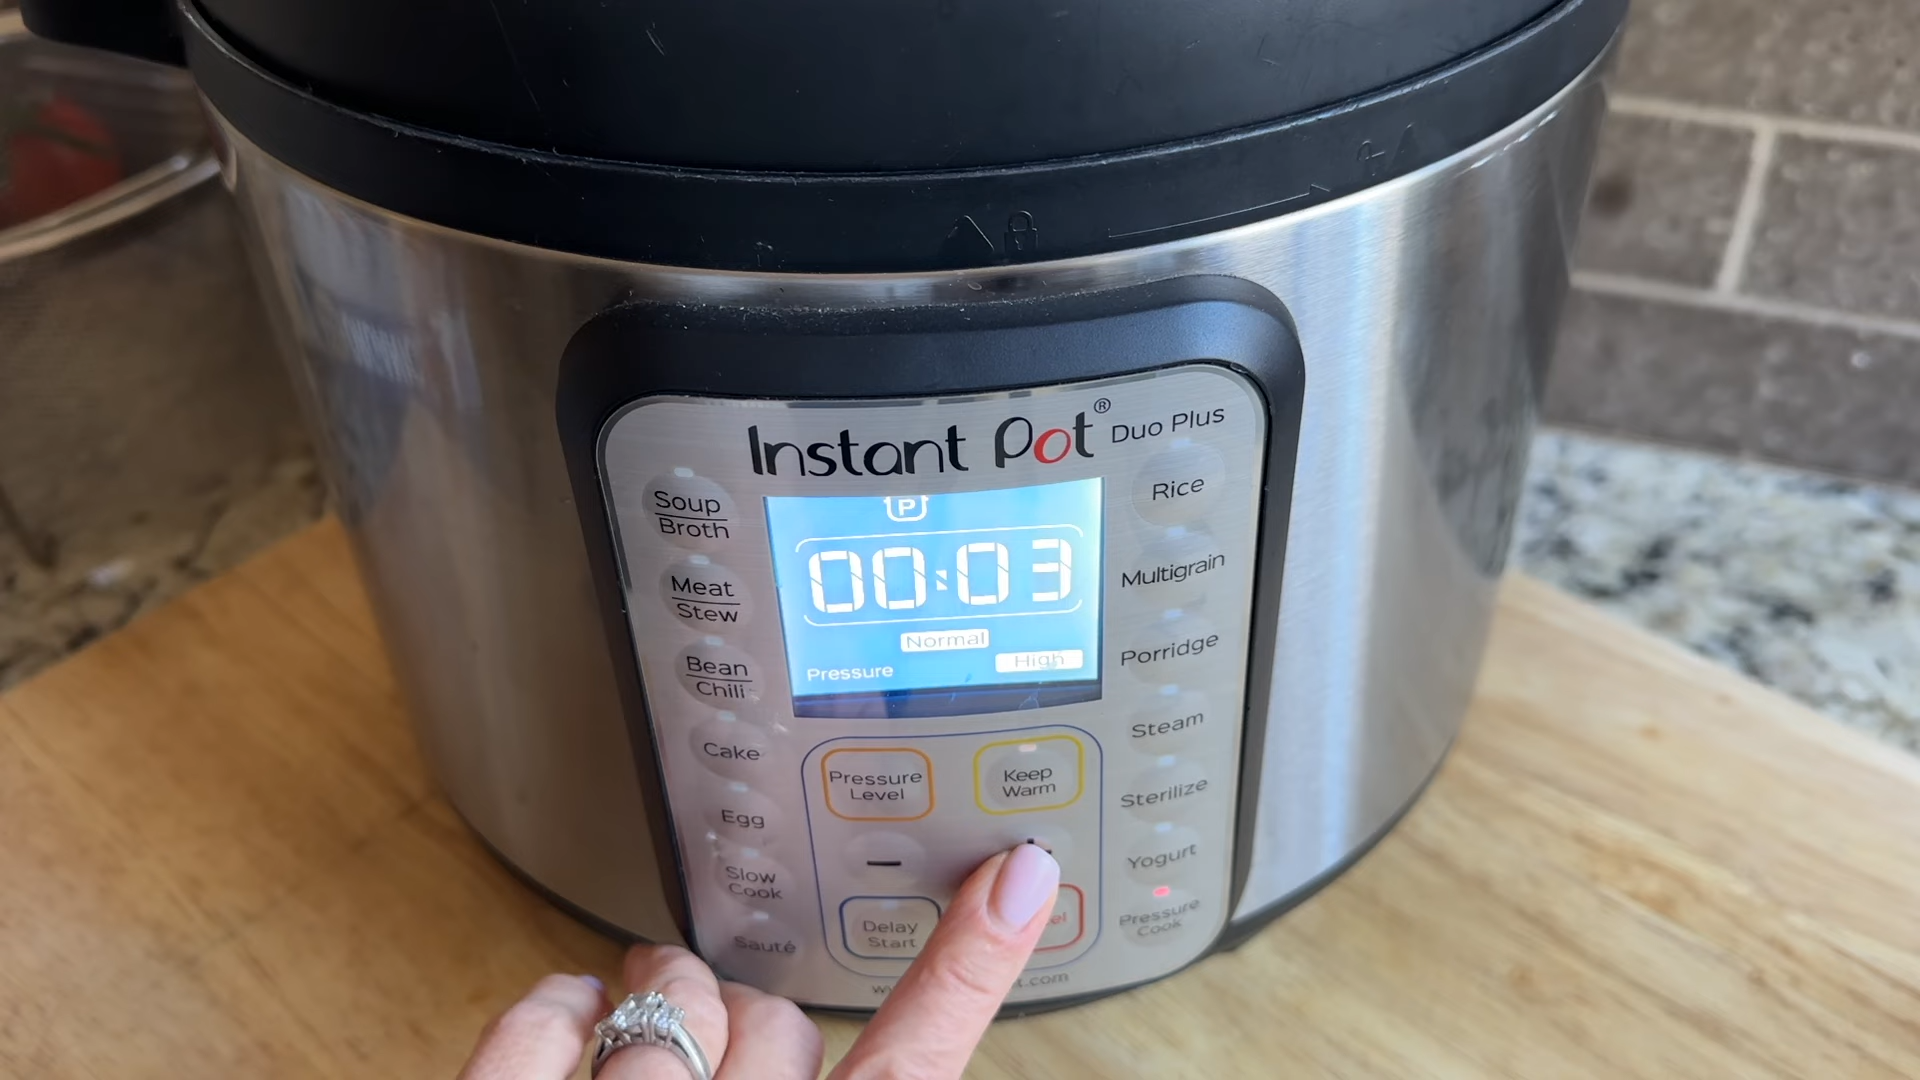 Instant Pot® Duo Plus
Soup
Broth
Meat
Stew
Bean
Chili
Cake
Egg
Slow
Cook
Sauté
P
00:03
Normal
Pressure High
Pressure
Level
Keep
Warm
−
Delay
Start
Rice
Multigrain
Porridge
Steam
Sterilize
Yogurt
Pressure
Cook